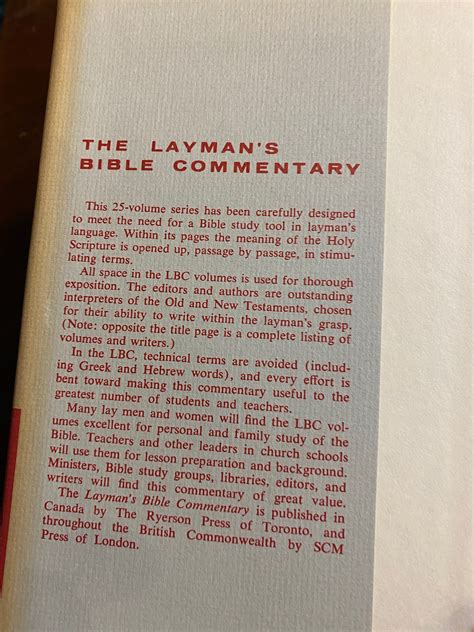 THE LAYMAN'S
BIBLE COMMENTARY
This 25-volume series has been carefully designed
to meet the need for a Bible study tool in layman's
language. Within its pages the meaning of the Holy
Scripture is opened up, passage by passage, in stimu-
lating terms.
All space in the LBC volumes is used for thorough
exposition. The editors and authors are outstanding
interpreters of the Old and New Testaments, chosen
for their ability to write within the layman's grasp.
(Note: opposite the title page is a complete listing of
volumes and writers.)
In the LBC, technical terms are avoided (includ-
ing Greek and Hebrew words), and every effort is
bent toward making this commentary useful to the
greatest number of students and teachers.
Many lay men and women will find the LBC vol-
umes excellent for personal and family study of the
Bible. Teachers and other leaders in church schools
will use them for lesson preparation and background.
Ministers, Bible study groups, libraries, editors, and
writers will find this commentary of great value.
The Layman's Bible Commentary is published in
Canada by The Ryerson Press of Toronto, and
throughout the British Commonwealth by SCM
Press of London.